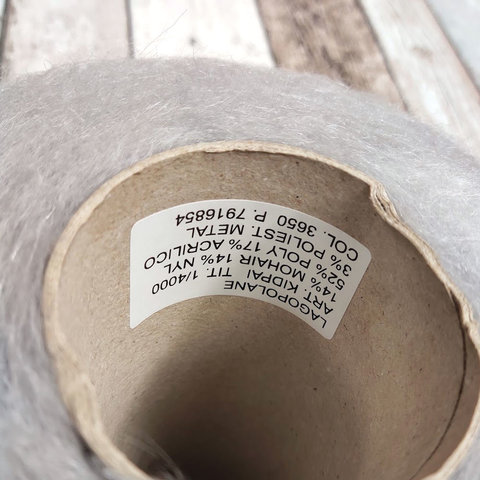 LAGOPOLANE
ART. KIDPAI TIT. 1/4000
14% MOHAIR 14% NYL
52% POLY 17% ACRILICO
3% POLIEST. METAL
COL. 3650 P. 7916854